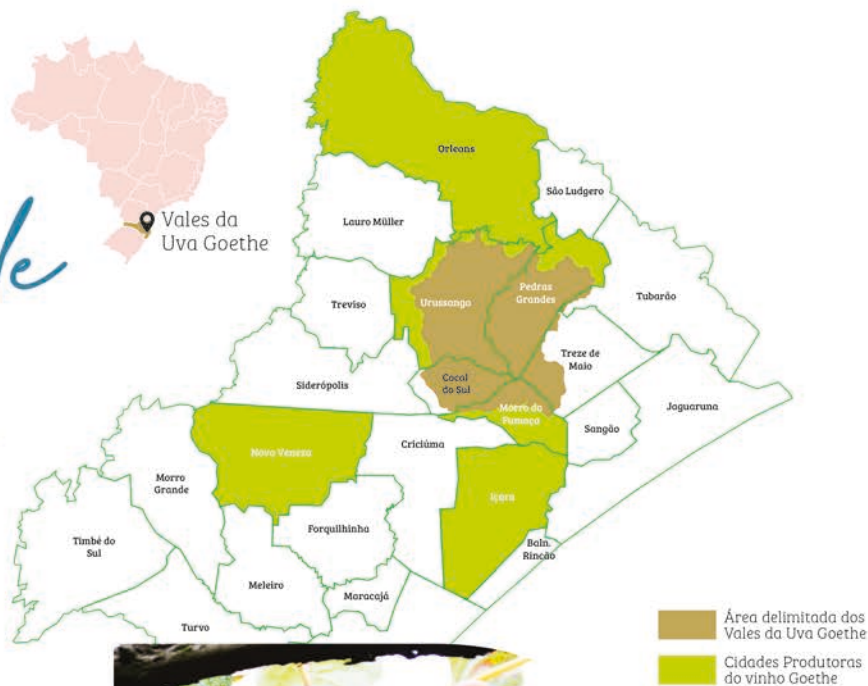 de
Vales da
Uva Goethe
Orleans
São Ludgero
Lauro Müller
Urussanga
Pedras
Grandes
Treviso
Tubarão
Treze de
Maio
Siderópolis
Cocal
do Sul
Morro da
Fumaça
Jaguaruna
Sangão
Nova Veneza
Criciúma
Morro
Grande
Içara
Forquilhinha
Timbé do
Sul
Baln.
Rincão
Meleiro
Maracajá
Turvo
Área delimitada dos
Vales da Uva Goethe
Cidades Produtoras
do vinho Goethe